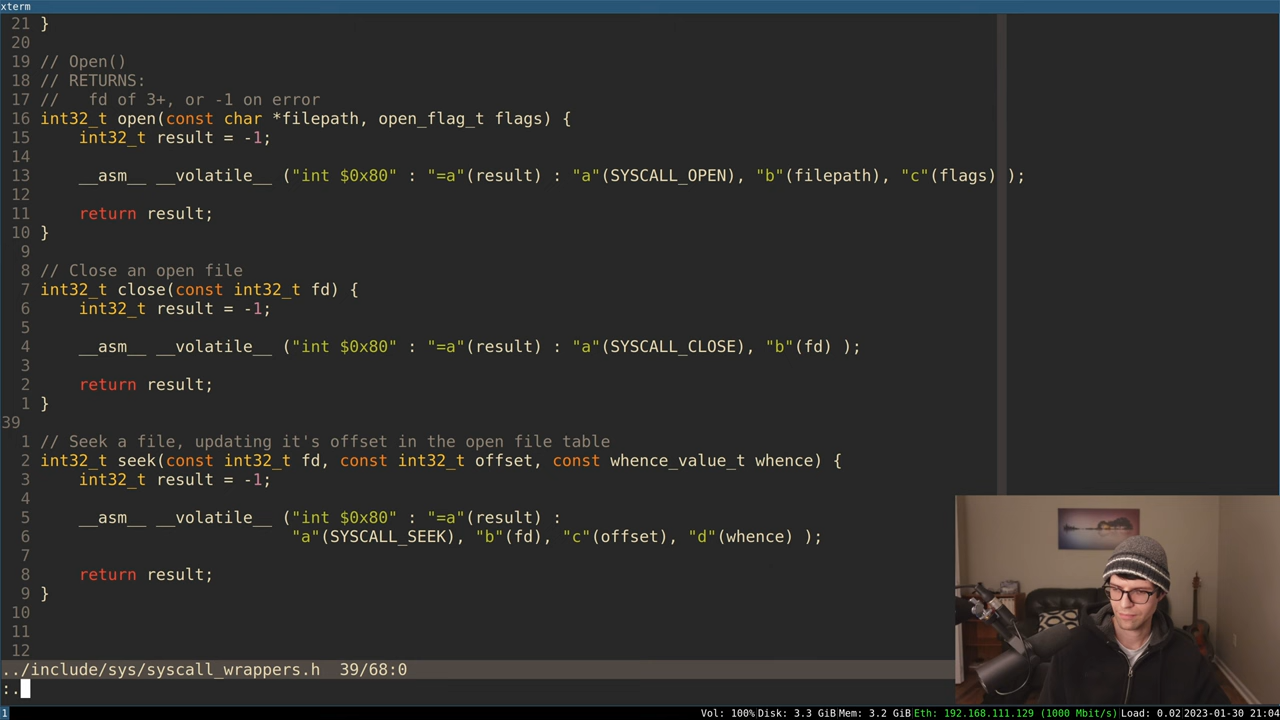 xterm
21 }
20
19 // Open()
18 // RETURNS:
17 //   fd of 3+, or -1 on error
16 int32_t open(const char *filepath, open_flag_t flags) {
15     int32_t result = -1;
14
13     __asm__ __volatile__ ("int $0x80" : "=a"(result) : "a"(SYSCALL_OPEN), "b"(filepath), "c"(flags) );
12
11     return result;
10 }
9
8 // Close an open file
7 int32_t close(const int32_t fd) {
6     int32_t result = -1;
5
4     __asm__ __volatile__ ("int $0x80" : "=a"(result) : "a"(SYSCALL_CLOSE), "b"(fd) );
3
2     return result;
1 }
39
1 // Seek a file, updating it's offset in the open file table
2 int32_t seek(const int32_t fd, const int32_t offset, const whence_value_t whence) {
3     int32_t result = -1;
4
5     __asm__ __volatile__ ("int $0x80" : "=a"(result) :
6                           "a"(SYSCALL_SEEK), "b"(fd), "c"(offset), "d"(whence) );
7
8     return result;
9 }
10
11
12
../include/sys/syscall_wrappers.h  39/68:0
:.
1 Vol: 100% Disk: 3.3 GiB Mem: 3.2 GiB Eth: 192.168.111.129 (1000 Mbit/s) Load: 0.02 2023-01-30 21:04